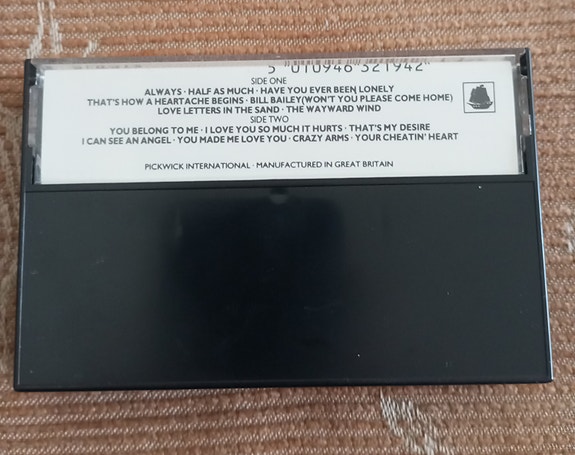 5 010946 321942
SIDE ONE
ALWAYS · HALF AS MUCH · HAVE YOU EVER BEEN LONELY
THAT'S HOW A HEARTACHE BEGINS · BILL BAILEY(WON'T YOU PLEASE COME HOME)
LOVE LETTERS IN THE SAND · THE WAYWARD WIND
SIDE TWO
YOU BELONG TO ME · I LOVE YOU SO MUCH IT HURTS · THAT'S MY DESIRE
I CAN SEE AN ANGEL · YOU MADE ME LOVE YOU · CRAZY ARMS · YOUR CHEATIN' HEART
PICKWICK INTERNATIONAL · MANUFACTURED IN GREAT BRITAIN